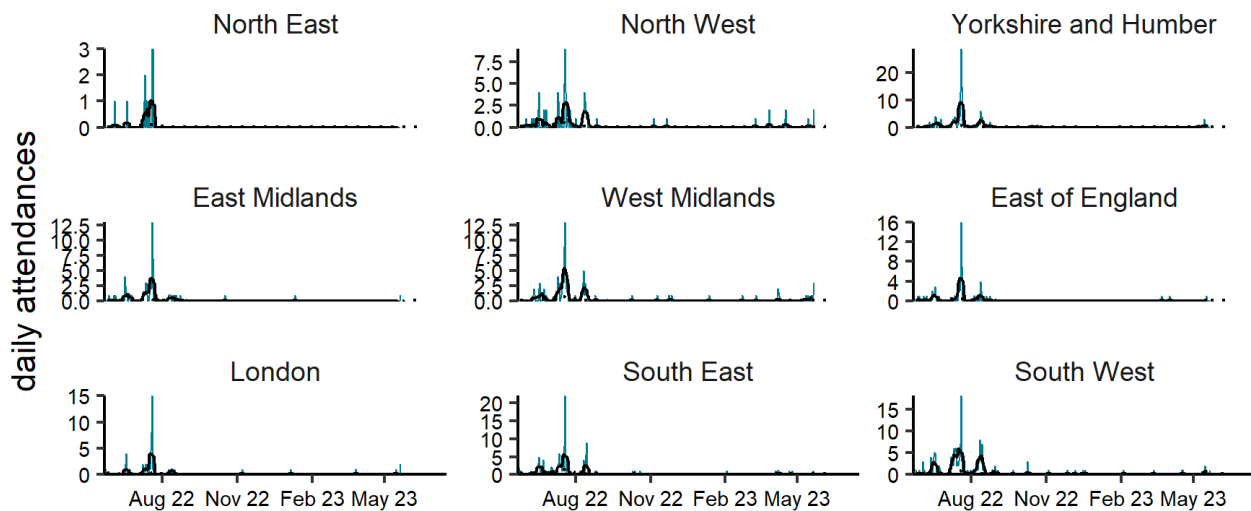 North East North West Yorkshire and Humber
3 2 1 0
7.5 5.0 2.5 0.0
20 10 0
daily attendances
East Midlands West Midlands East of England
12.5 10.0 7.5 5.0 2.5 0.0
12.5 10.0 7.5 5.0 2.5 0.0
16 12 8 4 0
London South East South West
15 10 5 0
20 15 10 5 0
15 10 5 0
Aug 22 Nov 22 Feb 23 May 23
Aug 22 Nov 22 Feb 23 May 23
Aug 22 Nov 22 Feb 23 May 23